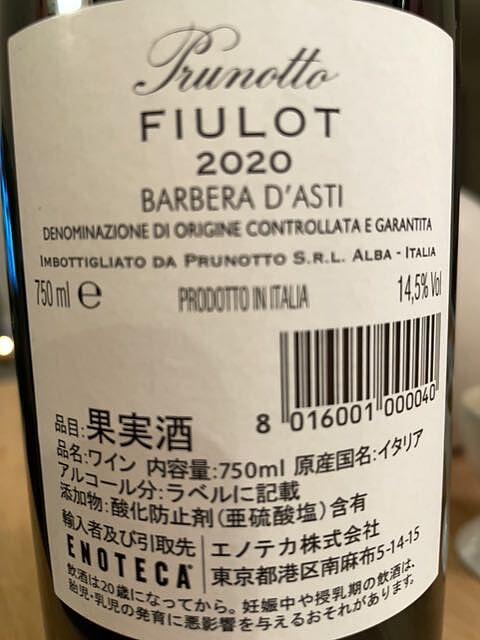 Prunotto
FIULOT
2020
BARBERA D'ASTI
DENOMINAZIONE DI ORIGINE CONTROLLATA E GARANTITA
IMBOTTIGLIATO DA PRUNOTTO S.R.L. ALBA - ITALIA
750 ml e PRODOTTO IN ITALIA 14,5% Vol
8 016001 000040
品目:果実酒
品名:ワイン 内容量:750ml 原産国名:イタリア
アルコール分:ラベルに記載
添加物:酸化防止剤(亜硫酸塩)含有
輸入者及び引取先 エノテカ株式会社
ENOTECA 東京都港区南麻布5-14-15
飲酒は20歳になってから。妊娠中や授乳期の飲酒は、
胎児・乳児の発育に悪影響を与えるおそれがあります。